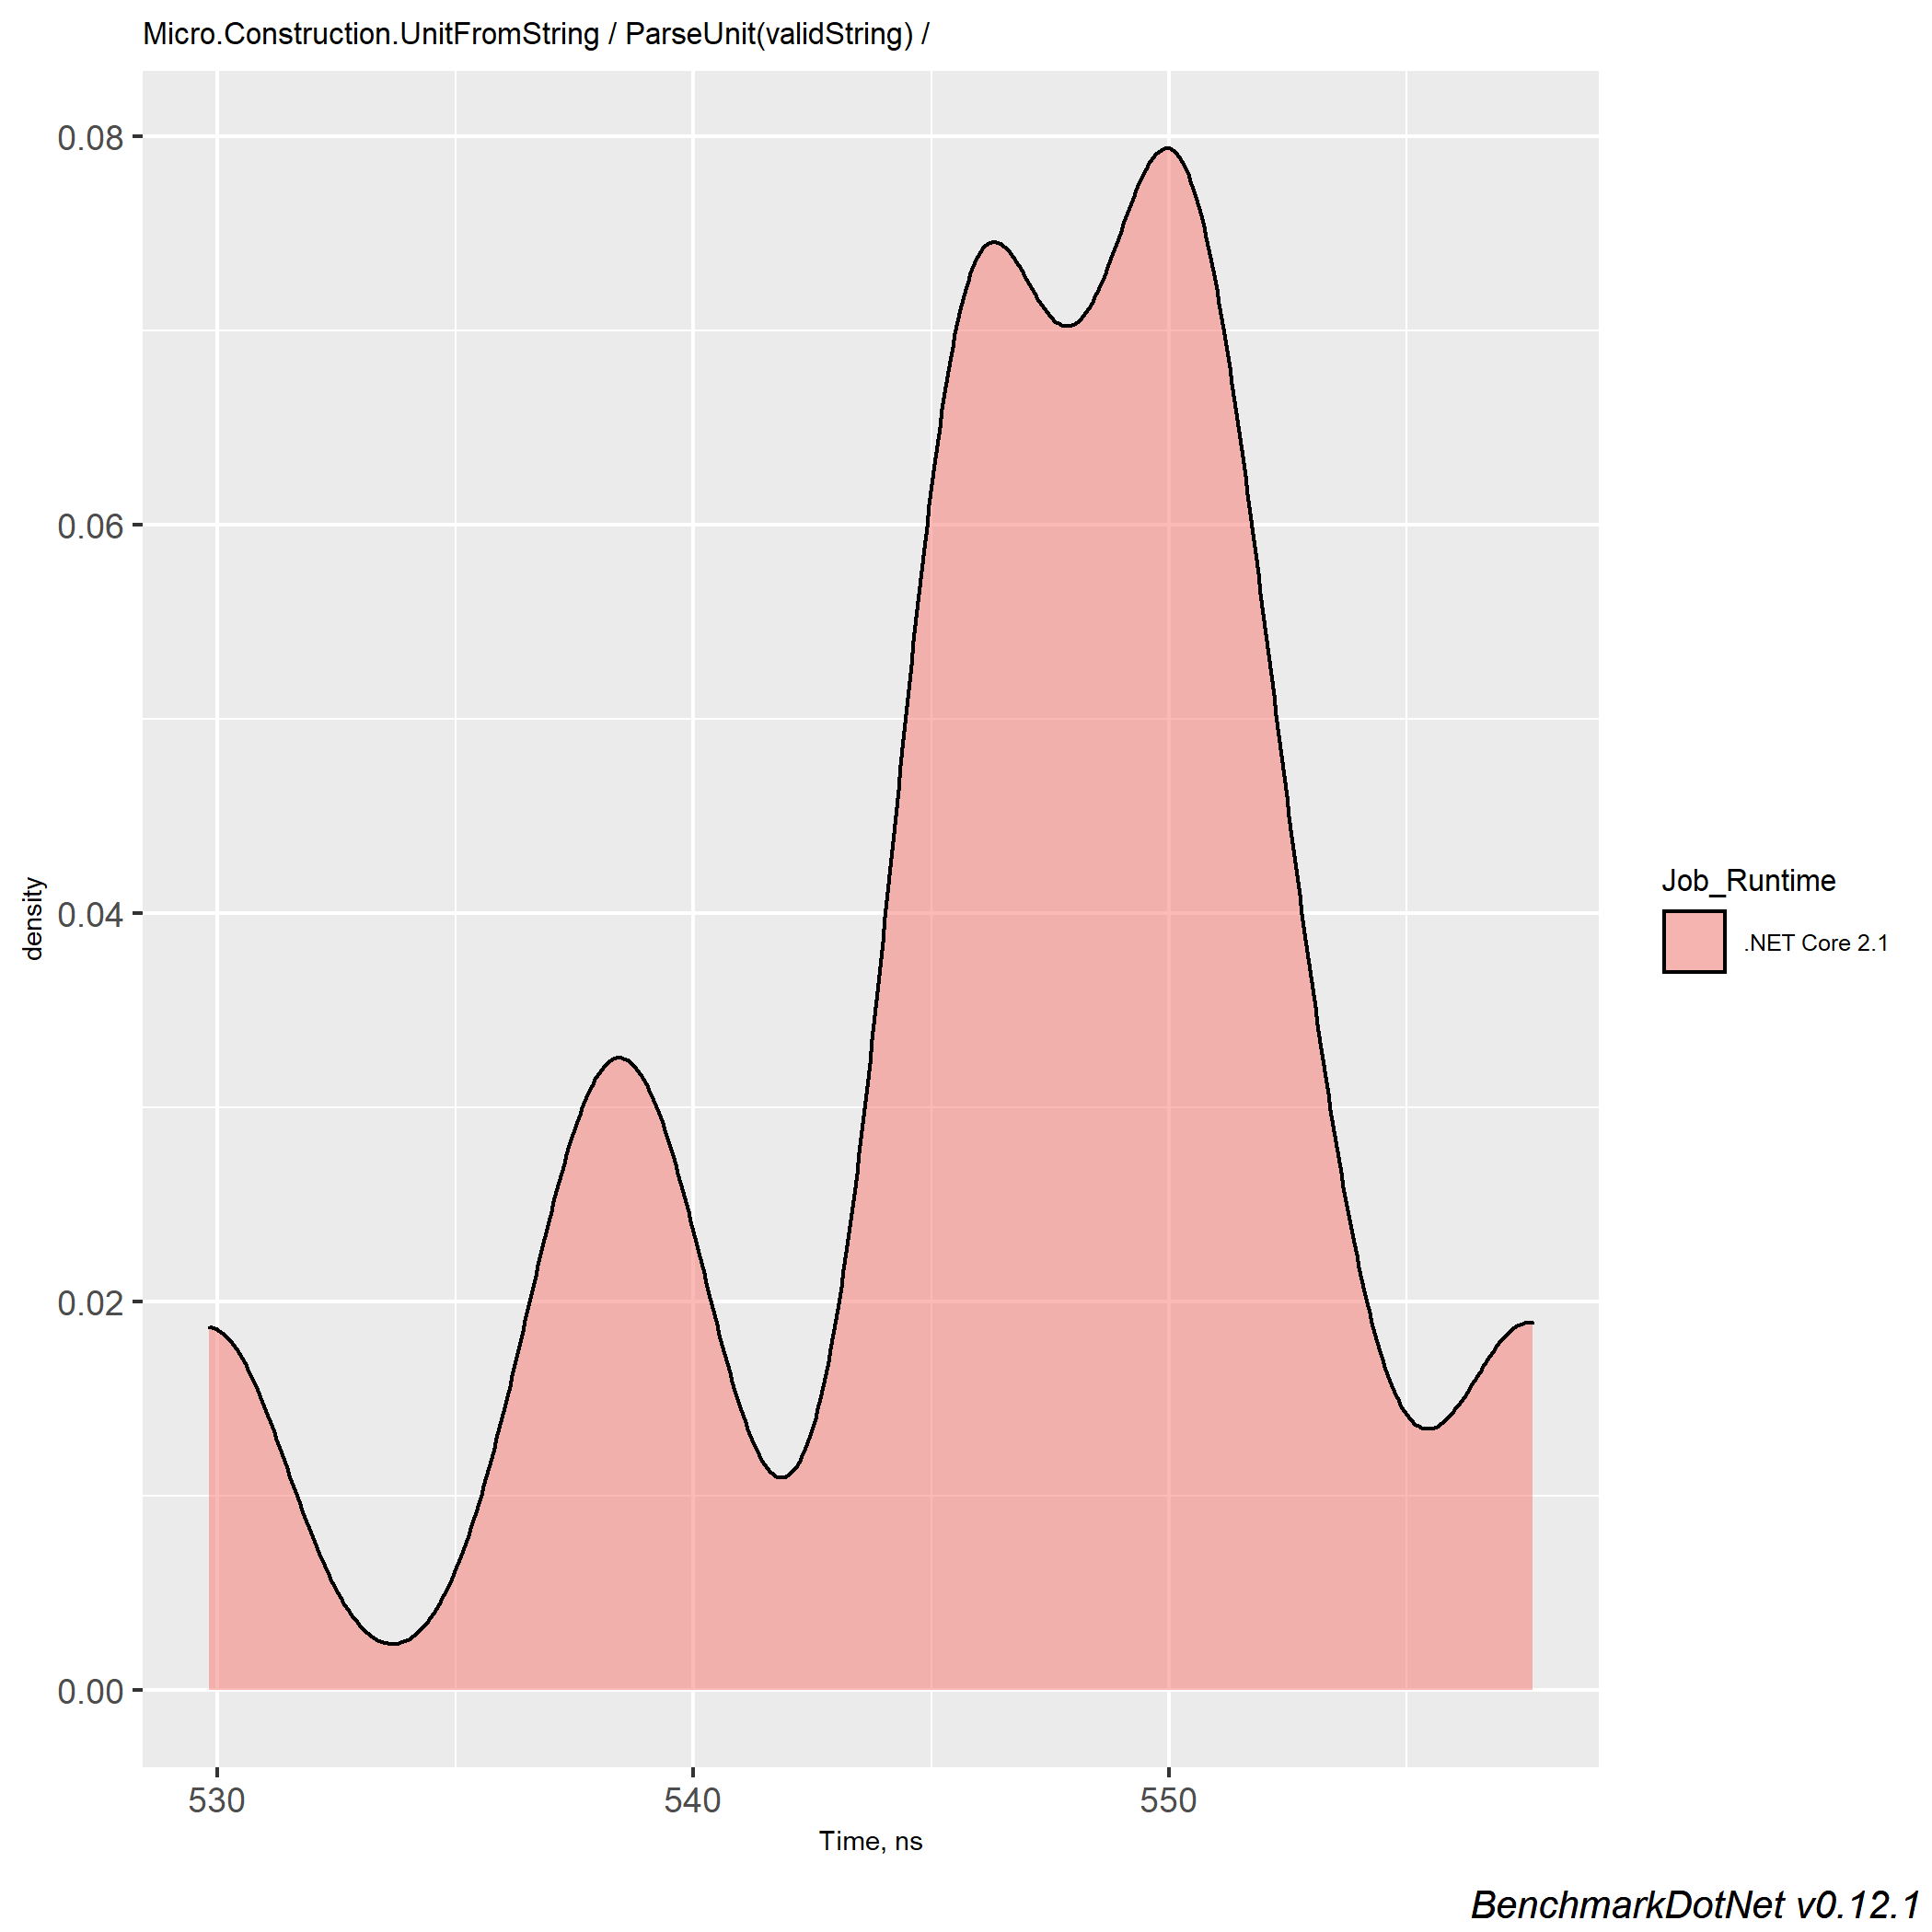 Micro.Construction.UnitFromString / ParseUnit(validString) /
0.08
0.06
0.04
0.02
0.00
density
530 540 550
Time, ns
Job_Runtime
.NET Core 2.1
BenchmarkDotNet v0.12.1